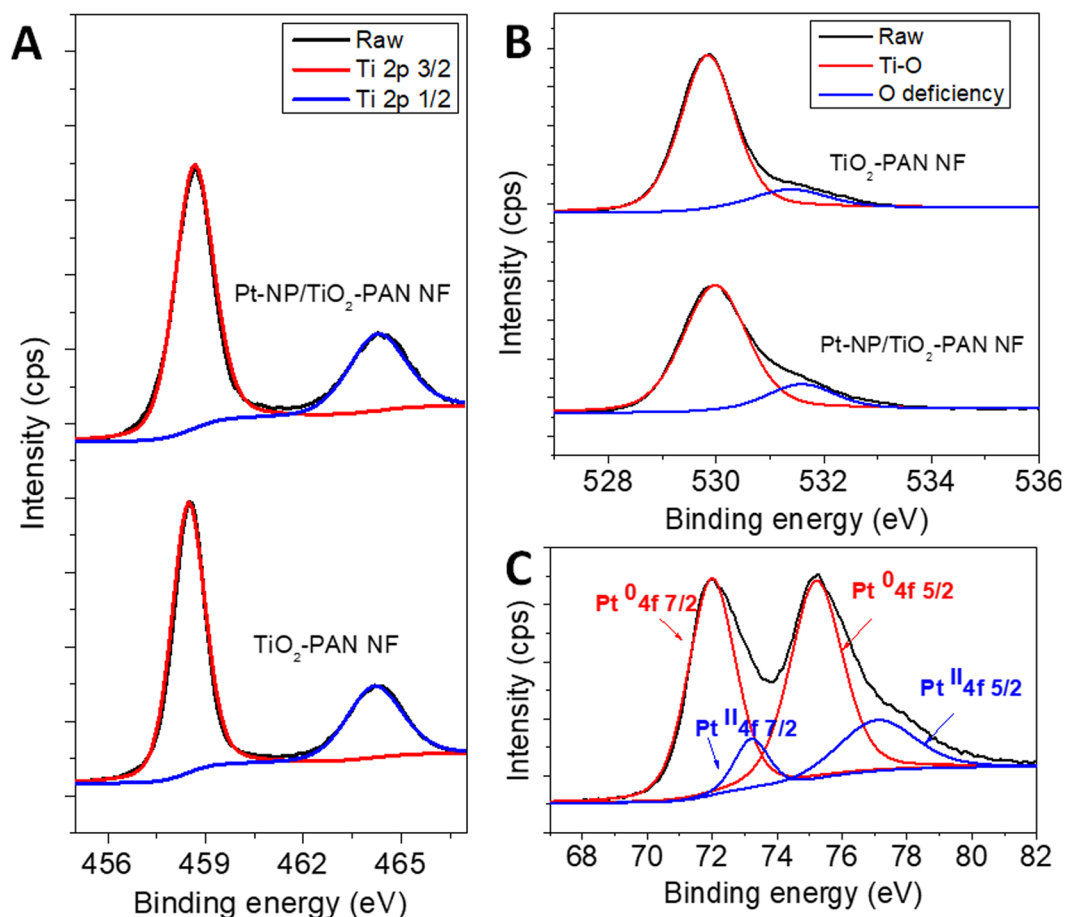 A
Raw
Ti 2p 3/2
Ti 2p 1/2
Pt-NP/TiO2-PAN NF
TiO2-PAN NF
Intensity (cps)
456 459 462 465
Binding energy (eV)
B
Raw
Ti-O
O deficiency
TiO2-PAN NF
Pt-NP/TiO2-PAN NF
Intensity (cps)
528 530 532 534 536
Binding energy (eV)
C
Pt 0 4f 7/2
Pt 0 4f 5/2
Pt II 4f 7/2
Pt II 4f 5/2
Intensity (cps)
68 70 72 74 76 78 80 82
Binding energy (eV)